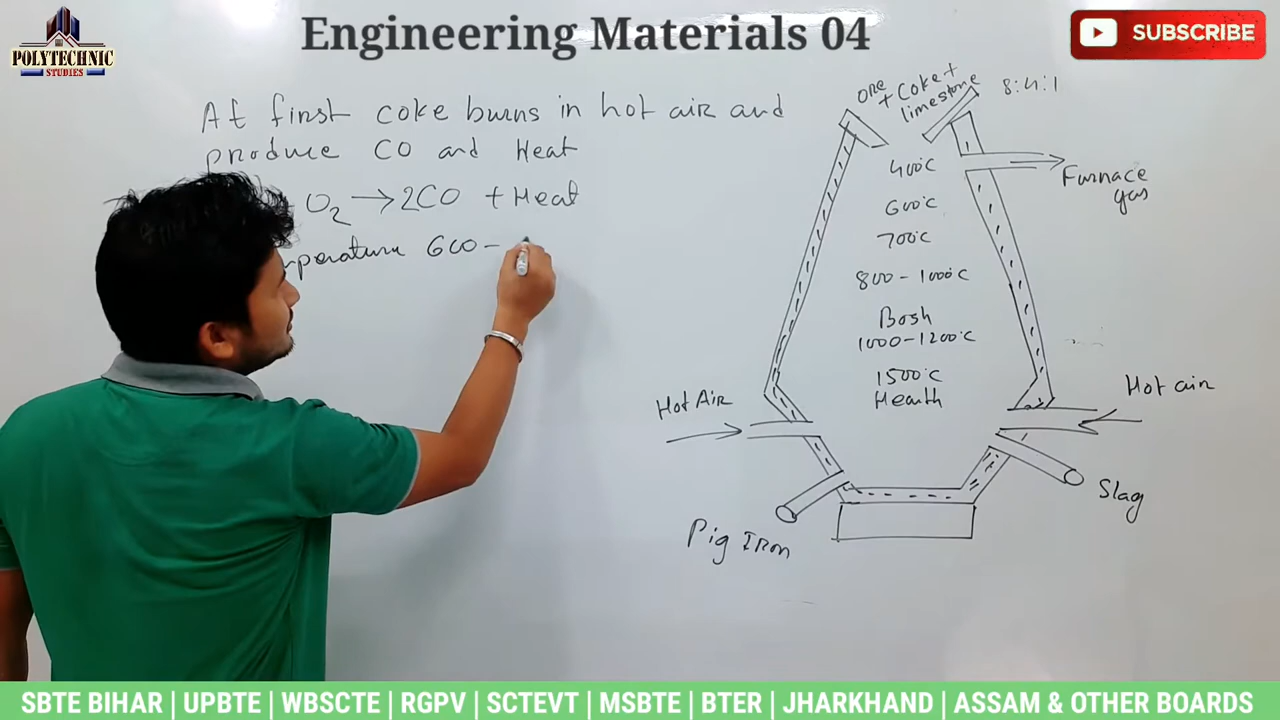 Engineering Materials 04
POLYTECHNIC
STUDIES
SUBSCRIBE
At first coke burns in hot air and
produce CO and Heat
O2 → 2CO + Heat
600 -
ore + Coke +
limestone
8:4:1
400°C
600°C
700°C
800 - 1000°C
Bosh
1000-1200°C
1500°C
Hearth
Furnace
gas
Hot Air
Hot air
Slag
Pig Iron
SBTE BIHAR | UPBTE | WBSCTE | RGPV | SCTEVT | MSBTE | BTER | JHARKHAND | ASSAM & OTHER BOARDS